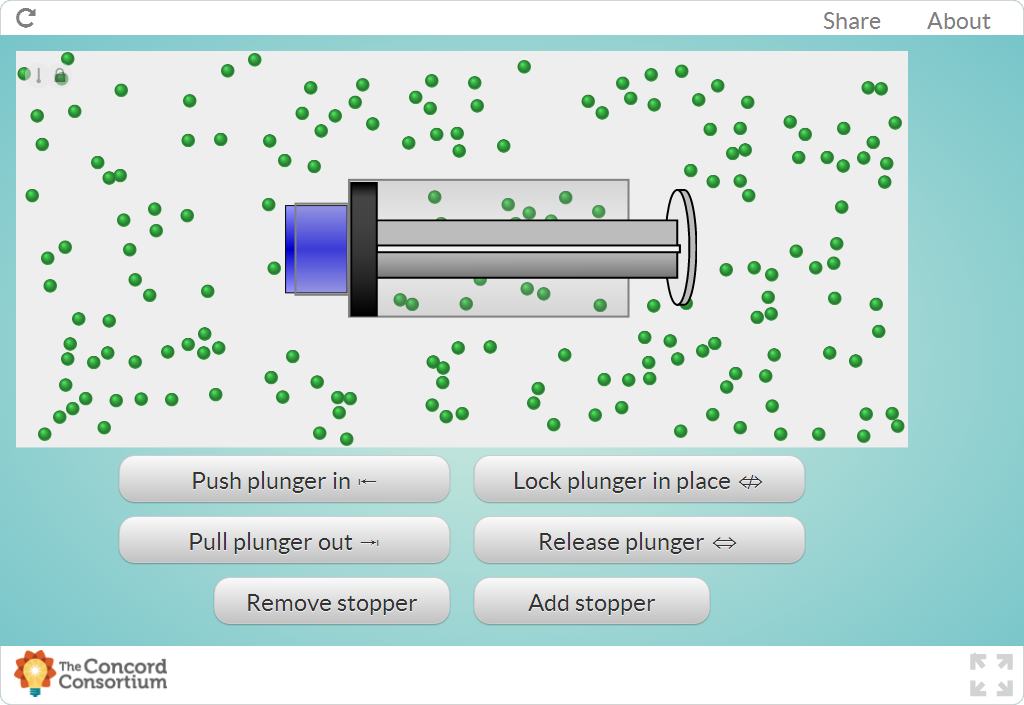 Share About
Push plunger in ⇤
Lock plunger in place ⇎
Pull plunger out ⇥
Release plunger ⇔
Remove stopper
Add stopper
The Concord
Consortium